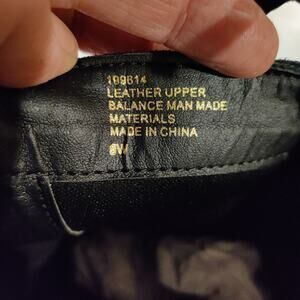 199614
LEATHER UPPER
BALANCE MAN MADE
MATERIALS
MADE IN CHINA
6W